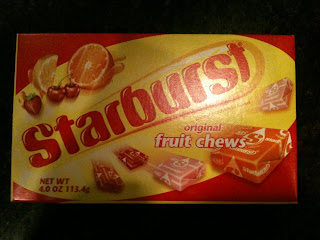 Starburst
original
fruit chews
NET WT
4.0 OZ 113.4g